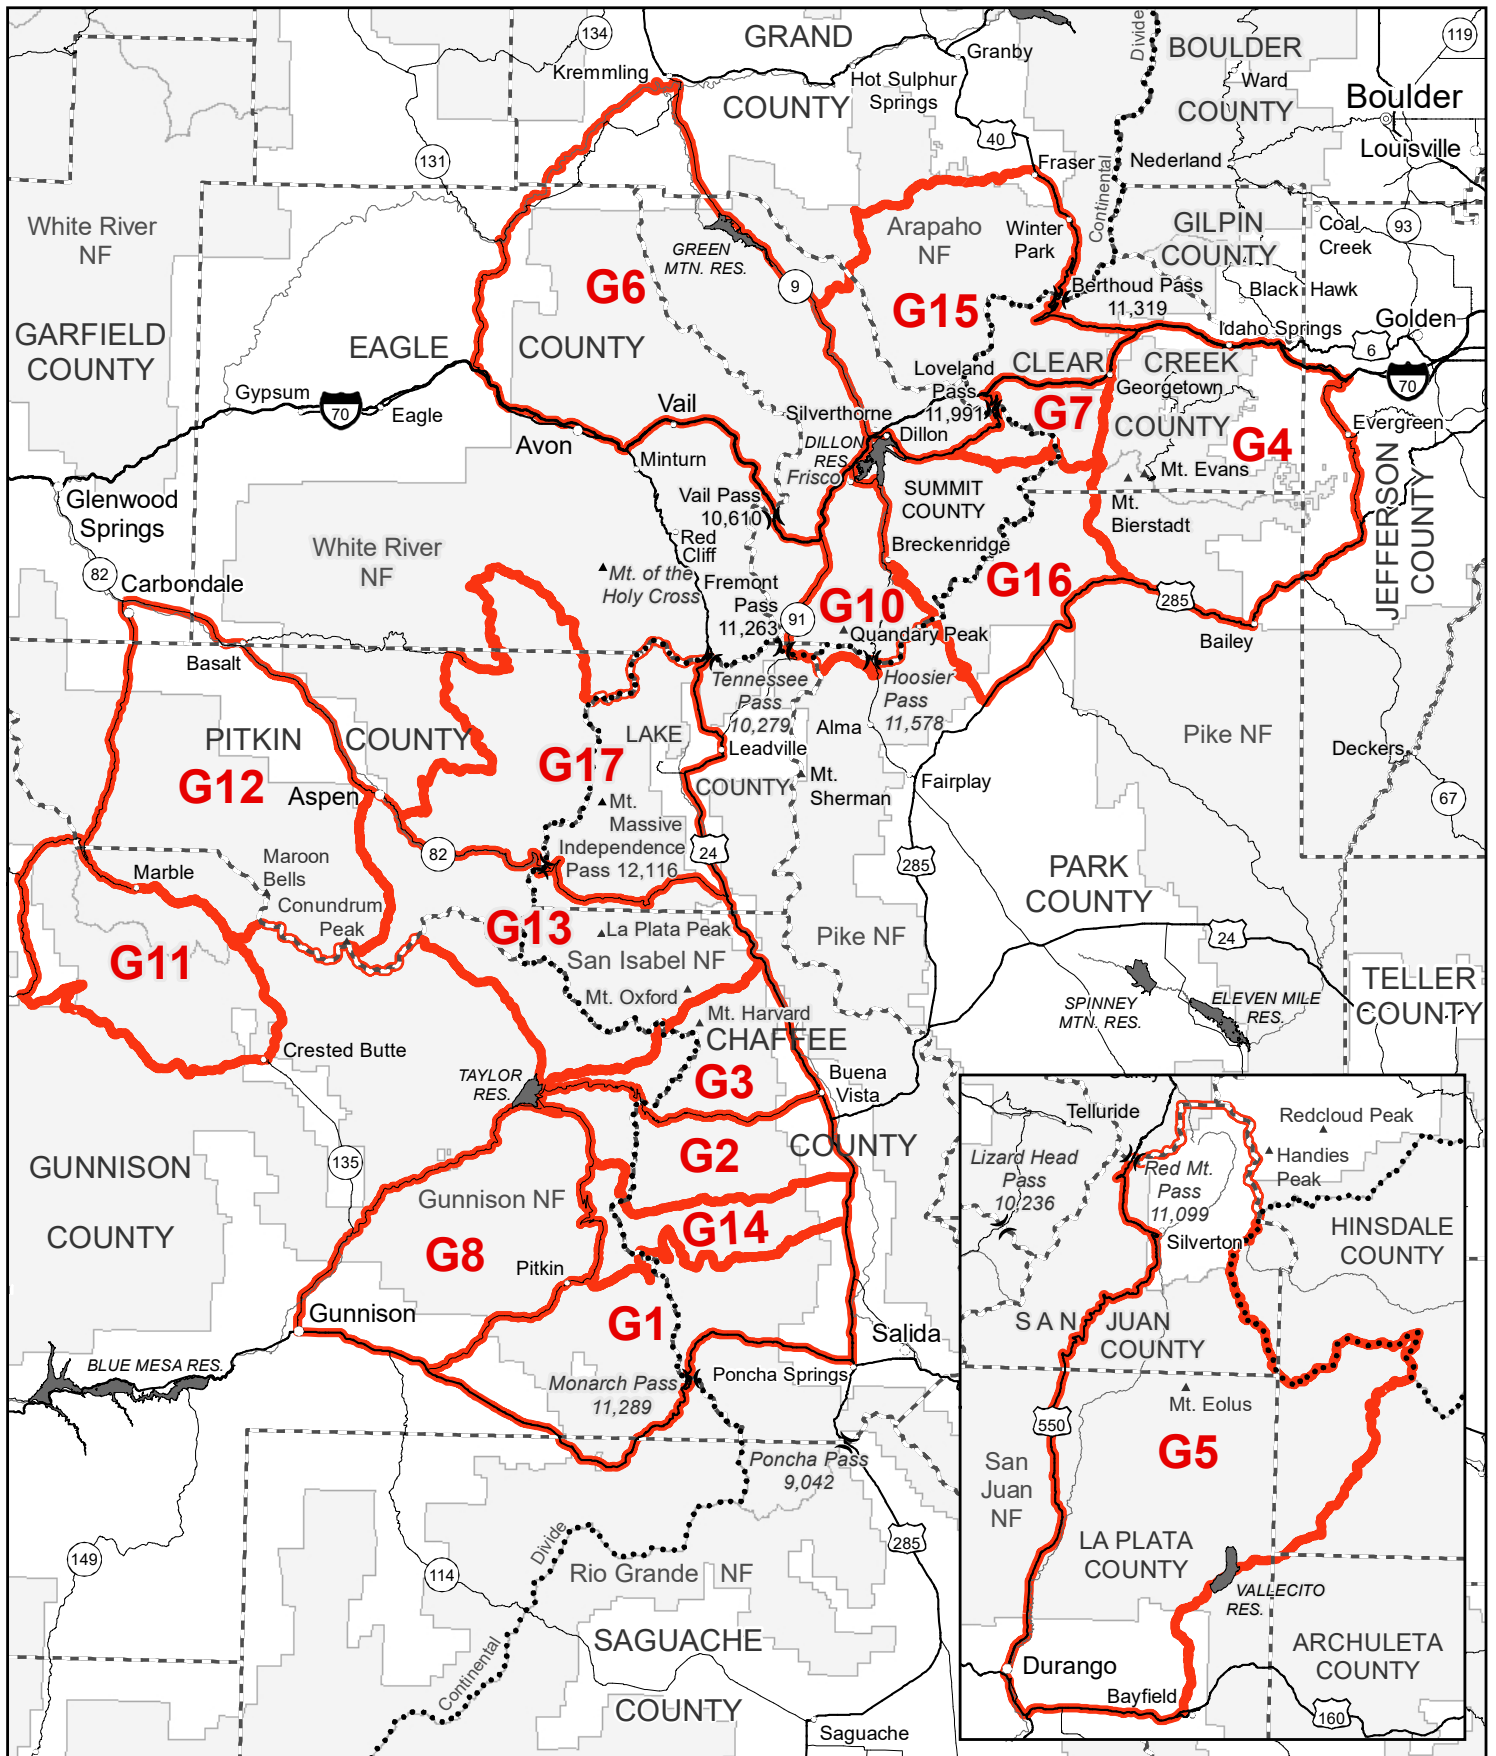 134
GRAND
COUNTY
Granby
Hot Sulphur
Springs
Kremmling
Divide
BOULDER
COUNTY
Ward
119
Boulder
Louisville
40
Fraser
Nederland
131
White River
NF
Arapaho
NF
Winter
Park
Continental
GILPIN
COUNTY
Coal
Creek
93
GREEN
MTN. RES.
G6
9
G15
Berthoud Pass
11,319
Black Hawk
Idaho Springs
Golden
6
GARFIELD
COUNTY
EAGLE
COUNTY
Loveland
Pass
11,991
CLEAR
CREEK
COUNTY
Georgetown
70
Gypsum
70
Eagle
Vail
Avon
Minturn
Silverthorne
Dillon
DILLON
RES.
Frisco
G7
G4
Evergreen
Mt. Evans
JEFFERSON
COUNTY
Glenwood
Springs
Vail Pass
10,610
SUMMIT
COUNTY
Mt.
Bierstadt
Red
Cliff
Breckenridge
White River
NF
82
Carbondale
Mt. of the
Holy Cross
Fremont
Pass
11,263
91
G10
G16
285
Quandary Peak
Bailey
Basalt
Tennessee
Pass
10,279
Hoosier
Pass
11,578
PITKIN
COUNTY
LAKE
COUNTY
Leadville
Alma
Pike NF
Deckers
G12
G17
Aspen
Mt.
Sherman
Fairplay
67
Mt.
Massive
Independence
Pass 12,116
82
24
285
PARK
COUNTY
Marble
Maroon
Bells
Conundrum
Peak
G13
La Plata Peak
Pike NF
24
G11
San Isabel NF
Mt. Oxford
Mt. Harvard
SPINNEY
MTN. RES.
ELEVEN MILE
RES.
TELLER
COUNTY
Crested Butte
CHAFFEE
COUNTY
TAYLOR
RES.
G3
Buena
Vista
G2
135
GUNNISON
COUNTY
Gunnison NF
G14
G8
Pitkin
Gunnison
G1
Salida
BLUE MESA RES.
Monarch Pass
11,289
Poncha Springs
Poncha Pass
9,042
285
149
114
Divide
Rio Grande NF
Continental
SAGUACHE
COUNTY
Saguache
Telluride
Redcloud Peak
Handies
Peak
Lizard Head
Pass
10,236
Red Mt.
Pass
11,099
Silverton
HINSDALE
COUNTY
SAN JUAN
COUNTY
Mt. Eolus
550
G5
San
Juan
NF
LA PLATA
COUNTY
VALLECITO
RES.
ARCHULETA
COUNTY
Durango
Bayfield
160